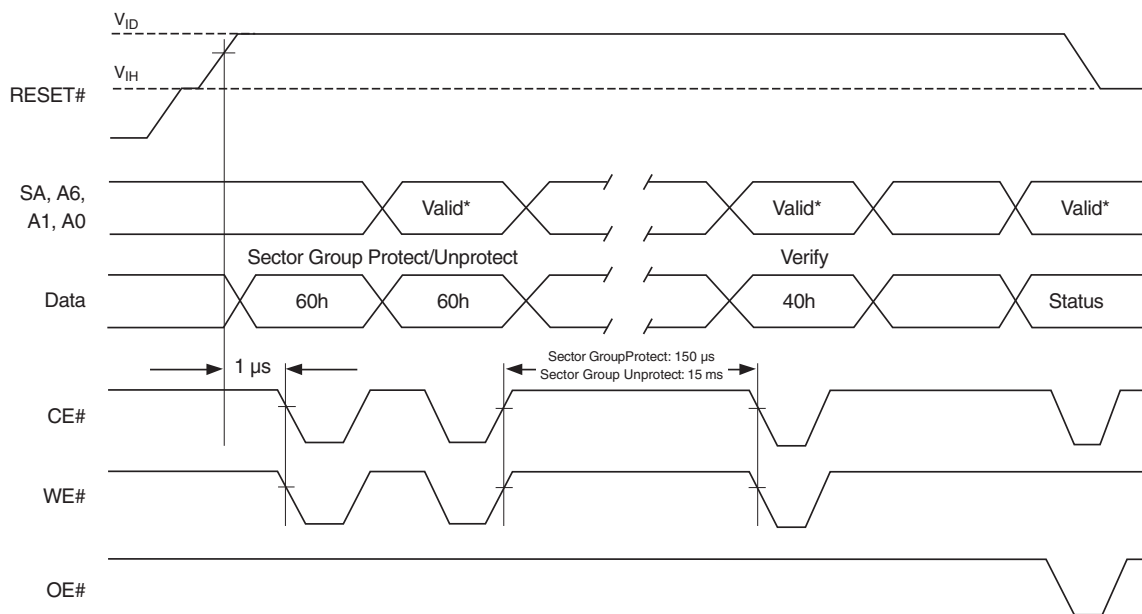 VID
VIH
RESET#
SA, A6,
A1, A0
Valid*
Valid*
Valid*
Sector Group Protect/Unprotect
Verify
Data
60h
60h
40h
Status
1 µs
Sector GroupProtect: 150 µs
Sector Group Unprotect: 15 ms
CE#
WE#
OE#